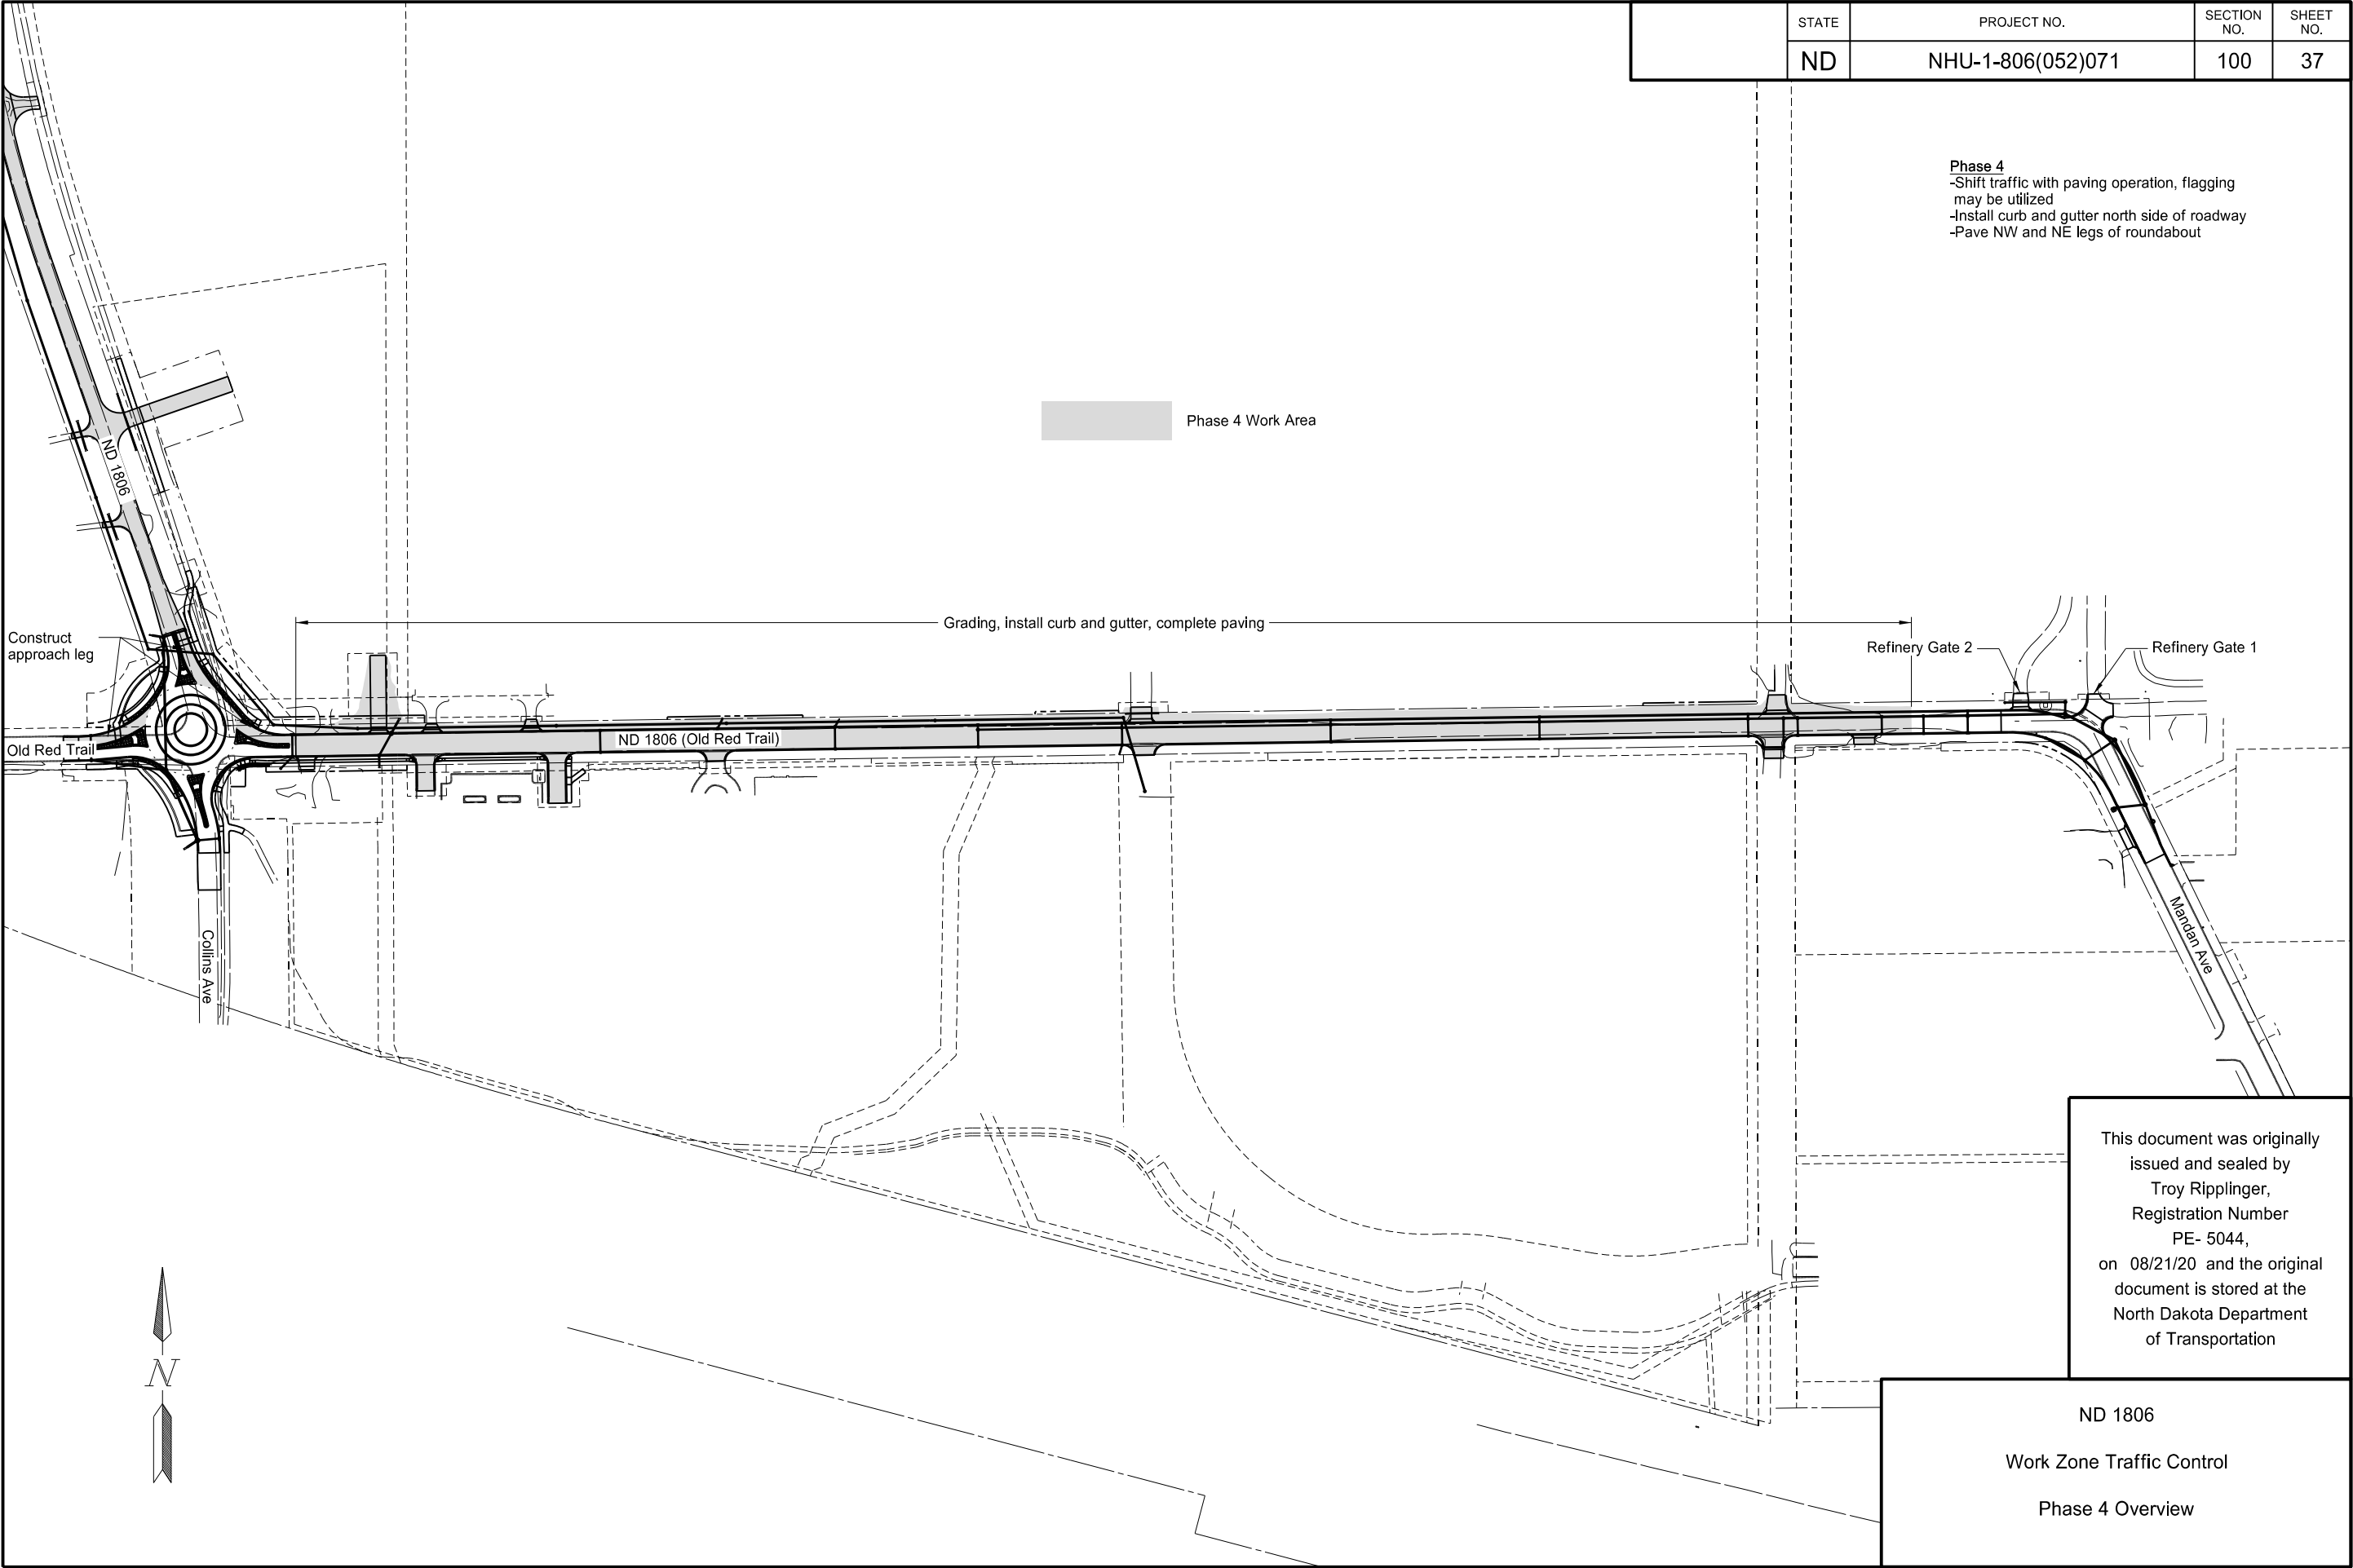 STATE
PROJECT NO.
SECTION
NO.
SHEET
NO.
ND
NHU-1-806(052)071
100
37
Phase 4
-Shift traffic with paving operation, flagging
may be utilized
-Install curb and gutter north side of roadway
-Pave NW and NE legs of roundabout
Phase 4 Work Area
ND 1806
Grading, install curb and gutter, complete paving
Construct
approach leg
Refinery Gate 2
Refinery Gate 1
Old Red Trail
ND 1806 (Old Red Trail)
Collins Ave
Mandan Ave
N
This document was originally
issued and sealed by
Troy Ripplinger,
Registration Number
PE- 5044,
on 08/21/20 and the original
document is stored at the
North Dakota Department
of Transportation
ND 1806
Work Zone Traffic Control
Phase 4 Overview